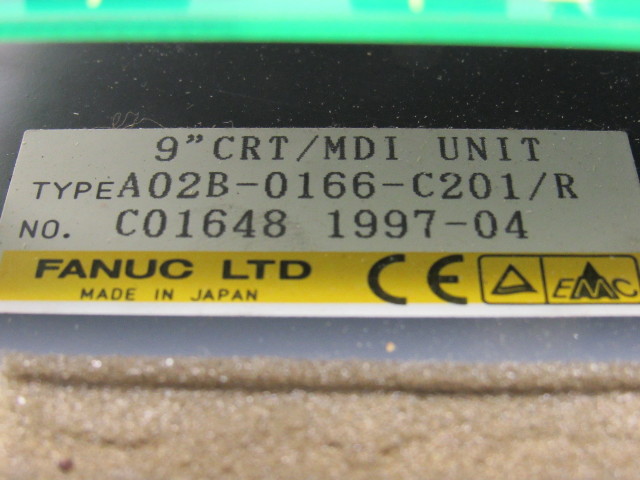 9”CRT/MDI UNIT
TYPE A02B-0166-C201/R
NO. C01648 1997-04
FANUC LTD CE EMC
MADE IN JAPAN